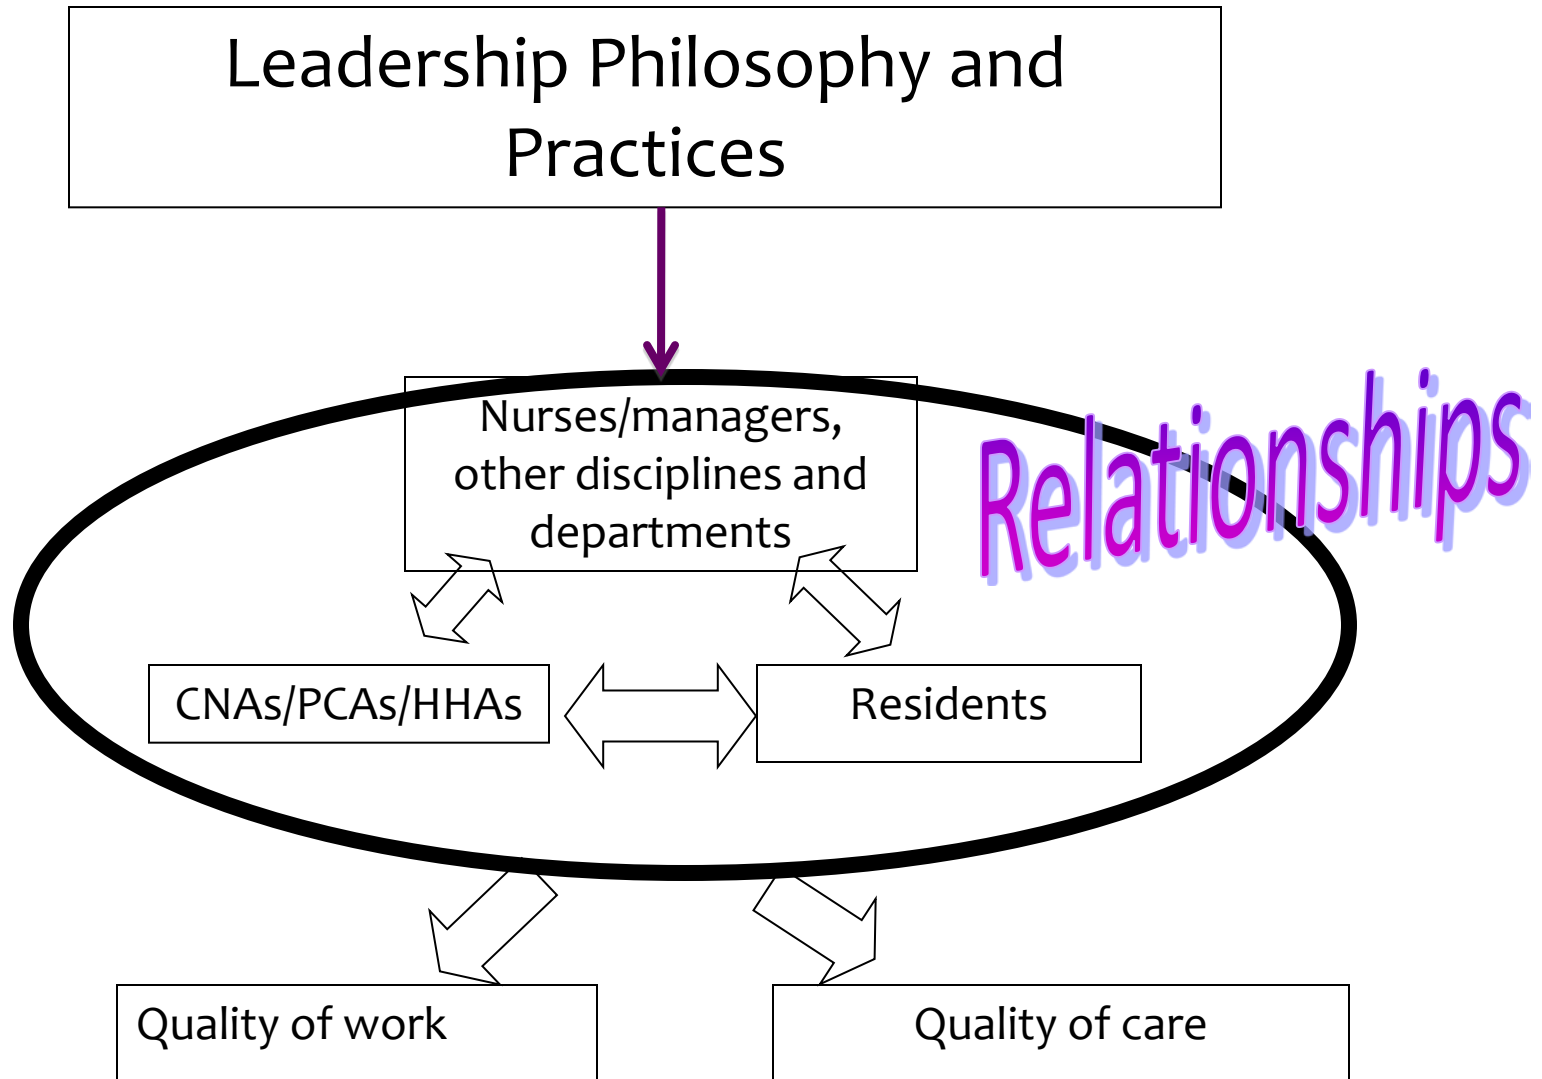 Leadership Philosophy and
Practices
Nurses/managers,
other disciplines and
departments
Relationships
CNAs/PCAs/HHAs
Residents
Quality of work
Quality of care